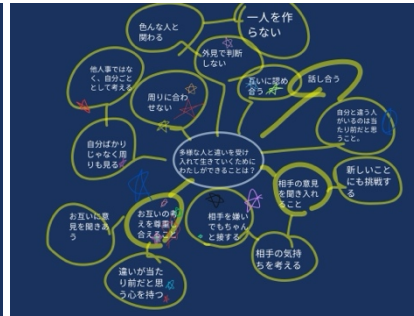 色んな人と
関わる
一人を作
らない
外見で判断
しない
他人事ではな
く、自分ごと
として考える
周りに合わ
せない
互いに認め
合う
話し合う
自分と違う人
がいるのは当
たり前だと思
うこと。
自分ばかり
じゃなく周
りも見る
多様な人と違いを受け
入れて生きていくために
わたしができることは?
相手の意見
を聞き入れ
ること
新しいこと
にも挑戦す
る
お互いに意
見を聞きあ
う
お互いの考
えを尊重し
合えること
相手を嫌い
でもちゃん
と接する
相手の気持
ちを考える
違いが当た
り前だと思
う心を持つ